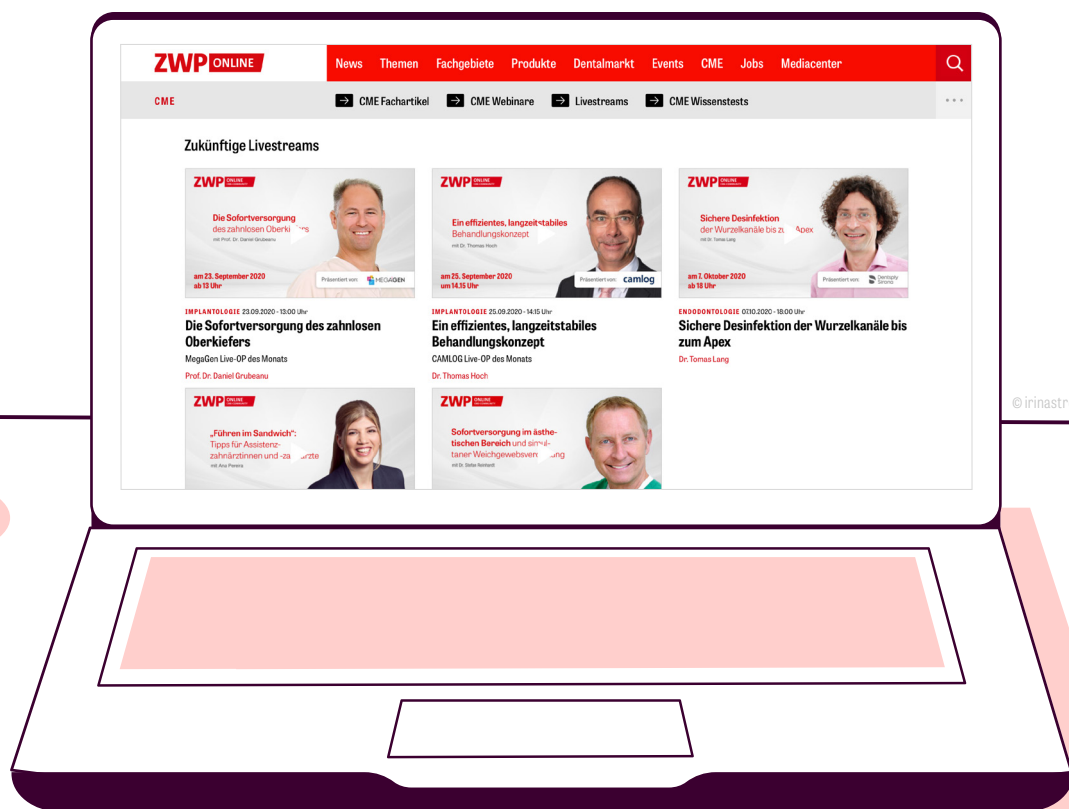 ZWP ONLINE
News Themen Fachgebiete Produkte Dentalmarkt Events CME Jobs Mediacenter
CME
CME Fachartikel CME Webinare Livestreams CME Wissenstests
Zukünftige Livestreams
ZWP ONLINE
Die Sofortversorgung
des zahnlosen Oberkiefers
mit Prof. Dr. Daniel Grubeanu
am 23. September 2020
ab 13 Uhr
Präsentiert von: MEGAGEN
IMPLANTOLOGIE 23.09.2020 - 13:00 Uhr
Die Sofortversorgung des zahnlosen
Oberkiefers
MegaGen Live-OP des Monats
Prof. Dr. Daniel Grubeanu
ZWP ONLINE
Ein effizientes, langzeitstabiles
Behandlungskonzept
mit Dr. Thomas Hoch
am 25. September 2020
um 14.15 Uhr
Präsentiert von: camlog
IMPLANTOLOGIE 25.09.2020 - 14:15 Uhr
Ein effizientes, langzeitstabiles
Behandlungskonzept
CAMLOG Live-OP des Monats
Dr. Thomas Hoch
ZWP ONLINE
Sichere Desinfektion
der Wurzelkanäle bis zum Apex
mit Dr. Tomas Lang
am 7. Oktober 2020
ab 18 Uhr
Präsentiert von: Dentsply
Sirona
ENDODONTOLOGIE 07.10.2020 - 18:00 Uhr
Sichere Desinfektion der Wurzelkanäle bis
zum Apex
Dr. Tomas Lang
ZWP ONLINE
„Führen im Sandwich“:
Tipps für Assistenz-
zahnärztinnen und -zahnärzte
mit Ana Pereira
ZWP ONLINE
Sofortversorgung im ästhe-
tischen Bereich und simul-
taner
mit Dr.
© irinastr